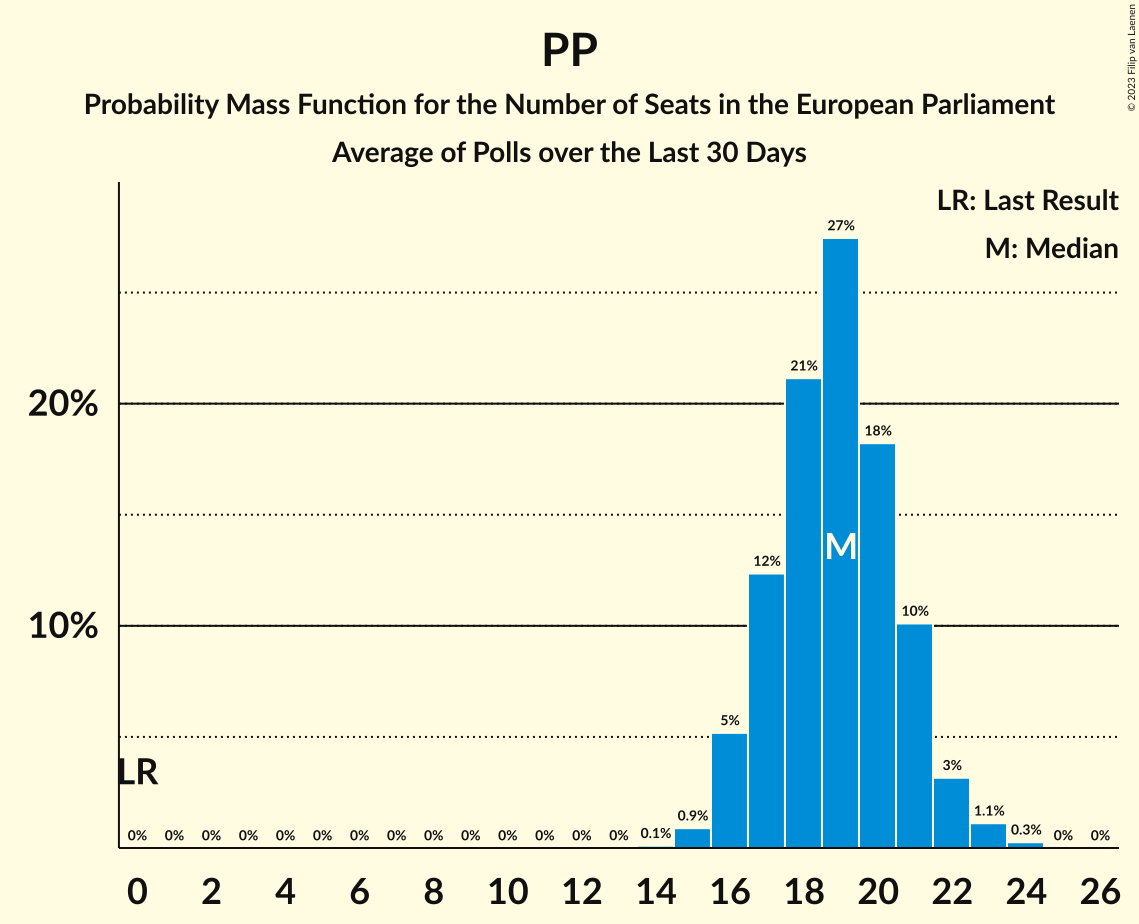 PP
Probability Mass Function for the Number of Seats in the European Parliament
Average of Polls over the Last 30 Days
© 2023 Filip van Laenen
LR: Last Result
M: Median
27%
21%
20%
18%
M
12%
10%
10%
5%
LR
3%
1.1%
0.9%
0% 0% 0% 0% 0% 0% 0% 0% 0% 0% 0% 0% 0% 0% 0.1% 0.3% 0% 0%
0 2 4 6 8 10 12 14 16 18 20 22 24 26